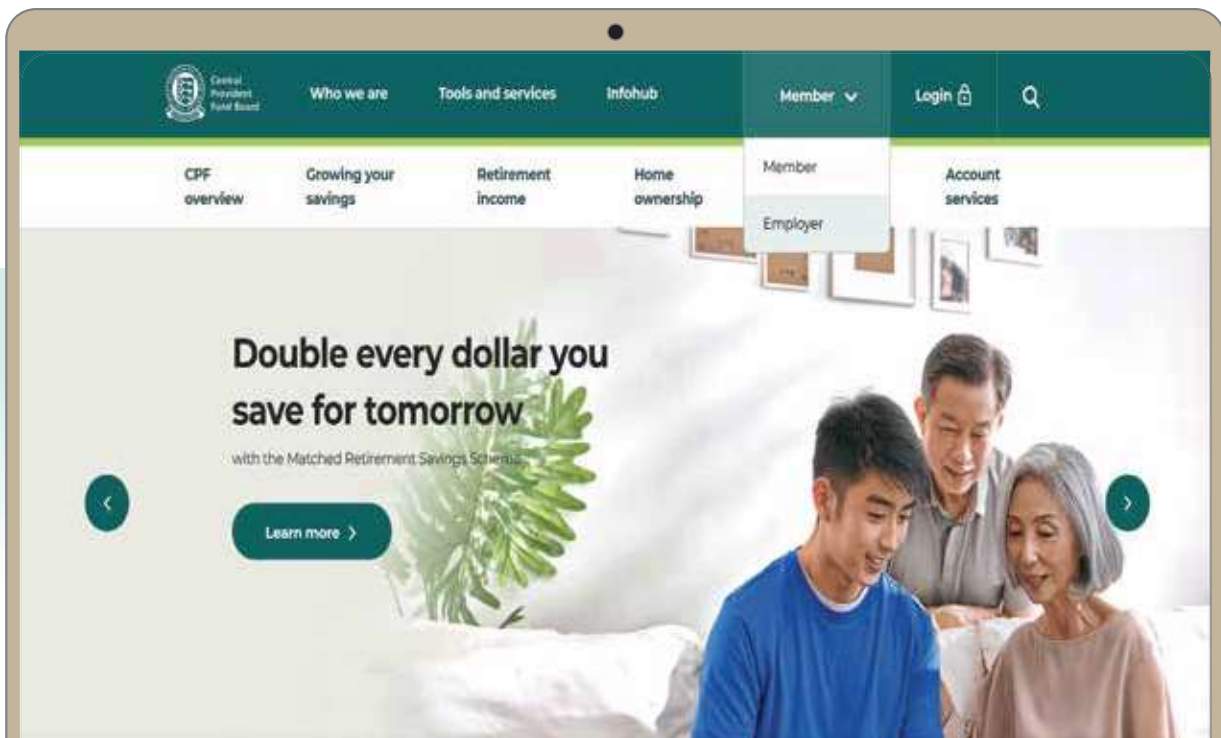 Central
Provident
Fund Board
Who we are
Tools and services
Infohub
Member
Login
CPF
overview
Growing your
savings
Retirement
income
Home
ownership
Member
Employer
Account
services
Double every dollar you
save for tomorrow
with the Matched Retirement Savings Scheme
Learn more